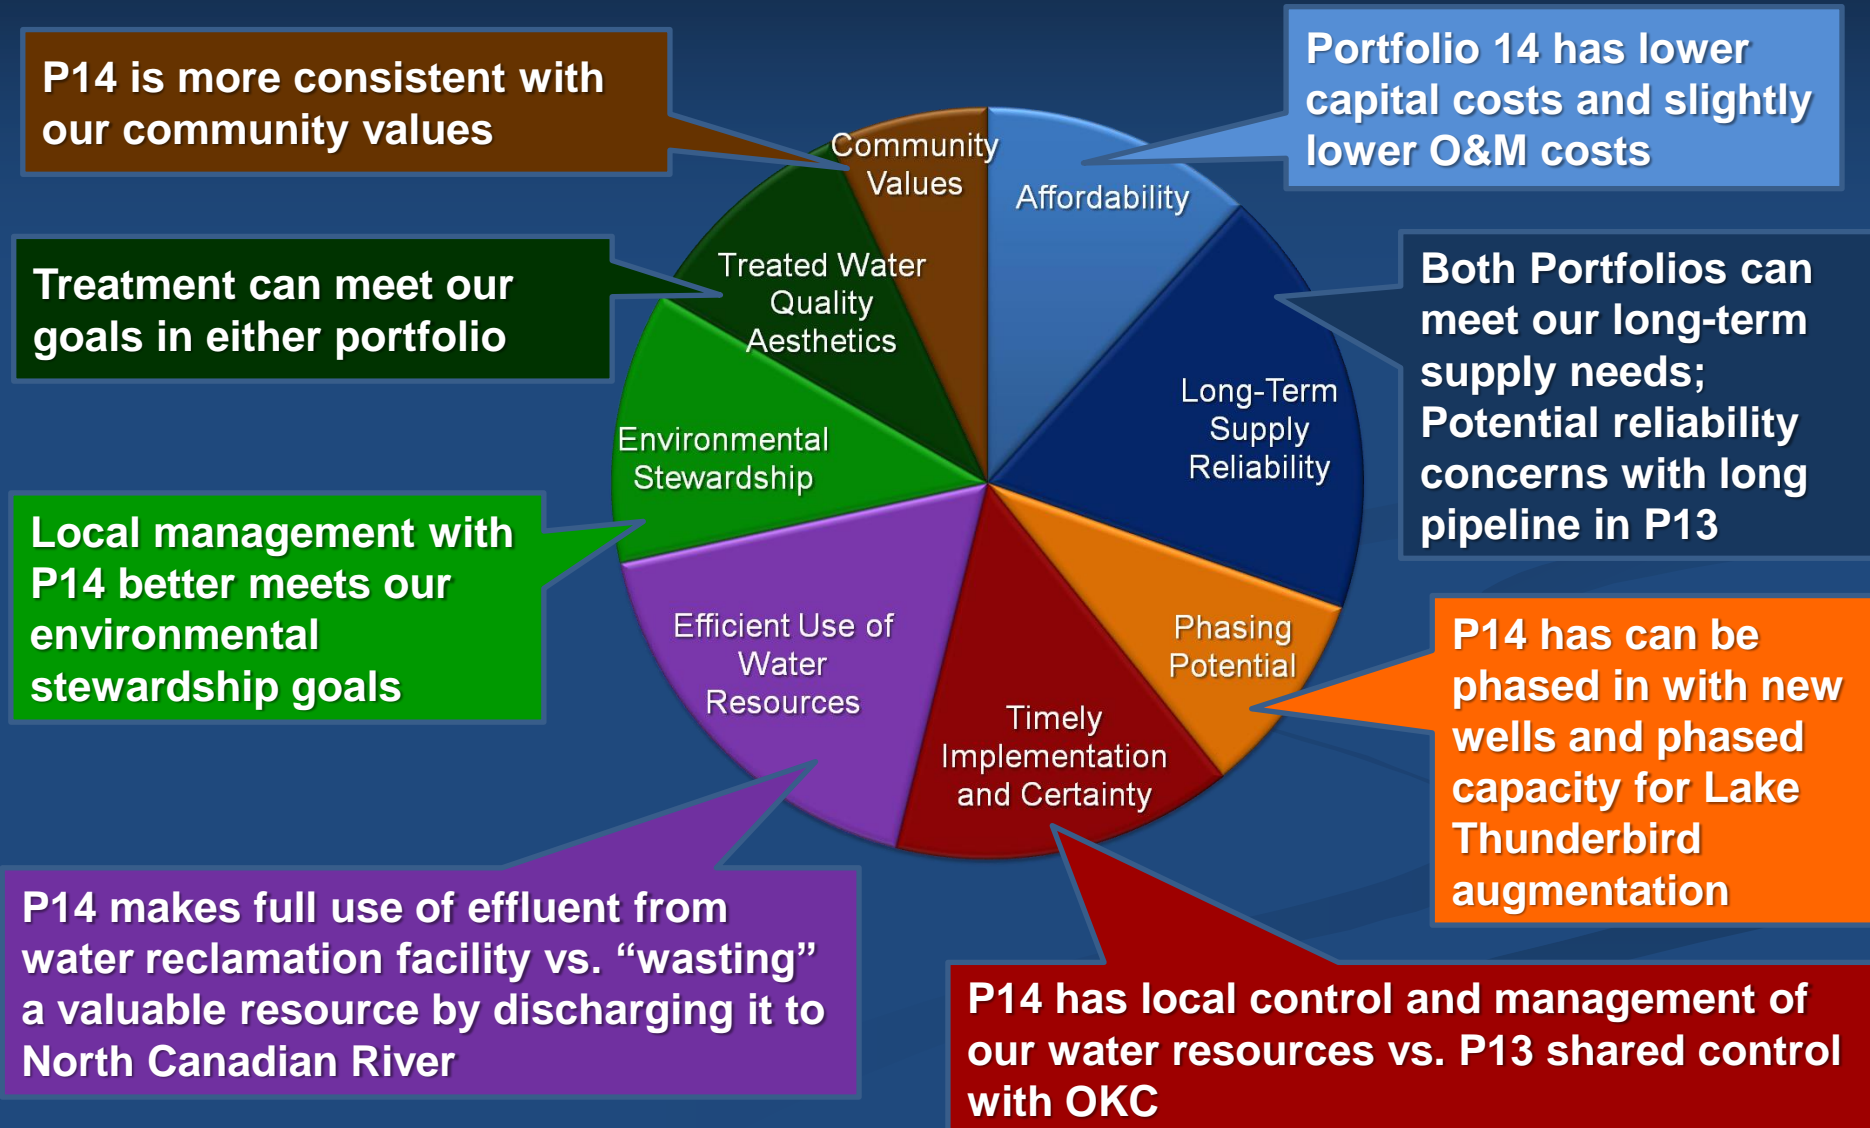 P14 is more consistent with
our community values
Portfolio 14 has lower
capital costs and slightly
lower O&M costs
Community
Values
Affordability
Treatment can meet our
goals in either portfolio
Treated Water
Quality
Aesthetics
Both Portfolios can
meet our long-term
supply needs;
Potential reliability
concerns with long
pipeline in P13
Long-Term
Supply
Reliability
Environmental
Stewardship
Local management with
P14 better meets our
environmental
stewardship goals
Efficient Use of
Water
Resources
Phasing
Potential
P14 has can be
phased in with new
wells and phased
capacity for Lake
Thunderbird
augmentation
Timely
Implementation
and Certainty
P14 makes full use of effluent from
water reclamation facility vs. “wasting”
a valuable resource by discharging it to
North Canadian River
P14 has local control and management of
our water resources vs. P13 shared control
with OKC